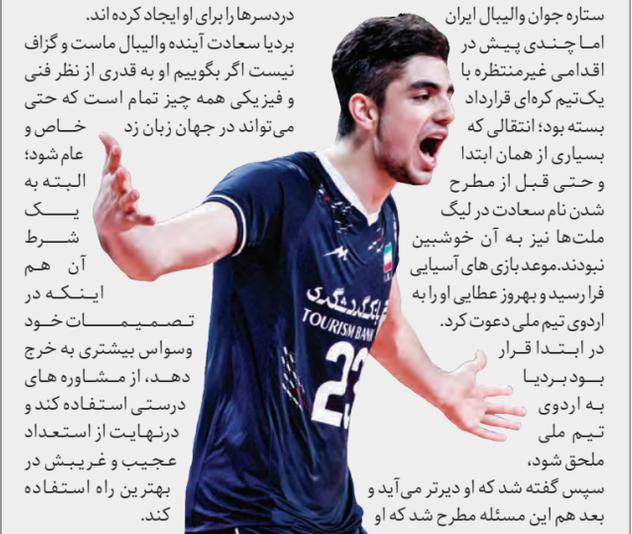 ستاره جوان والیبال ایران
اما چندی پیش در
اقدامی غیرمنتظره با
یک‌تیم کره‌ای قرارداد
بسته بود؛ انتقالی که
بسیاری از همان ابتدا
و حتی قبل از مطرح
شدن نام سعادت در لیگ
ملت‌ها نیز به آن خوشبین
نبودند.موعدبازی های آسیایی
فرا رسید و بهروز عطایی او را به
اردوی تیم ملی دعوت کرد.
در ابتدا قرار
بود بردیا
به اردوی
تیم ملی
ملحق شود،
سپس گفته شد که او دیرتر می‌آید و
بعد هم این مسئله مطرح شد که او
دردسرها را برای او ایجاد کرده اند.
بردیا سعادت آینده والیبال ماست و گزاف
نیست اگر بگوییم او به قدری از نظر فنی
و فیزیکی همه چیز تمام است که حتی
می‌تواند در جهان زبان زد
خاص و
عام شود؛
البته به
یک
شرط
آن هم
اینکه در
تصمیمات خود
وسواس بیشتری به خرج
دهد، از مشاوره های
درستی استفاده کند و
درنهایت از استعداد
عجیب و غریبش در
بهترین راه استفاده
کند.
بانک گردشگری
TOURISM BANK
23